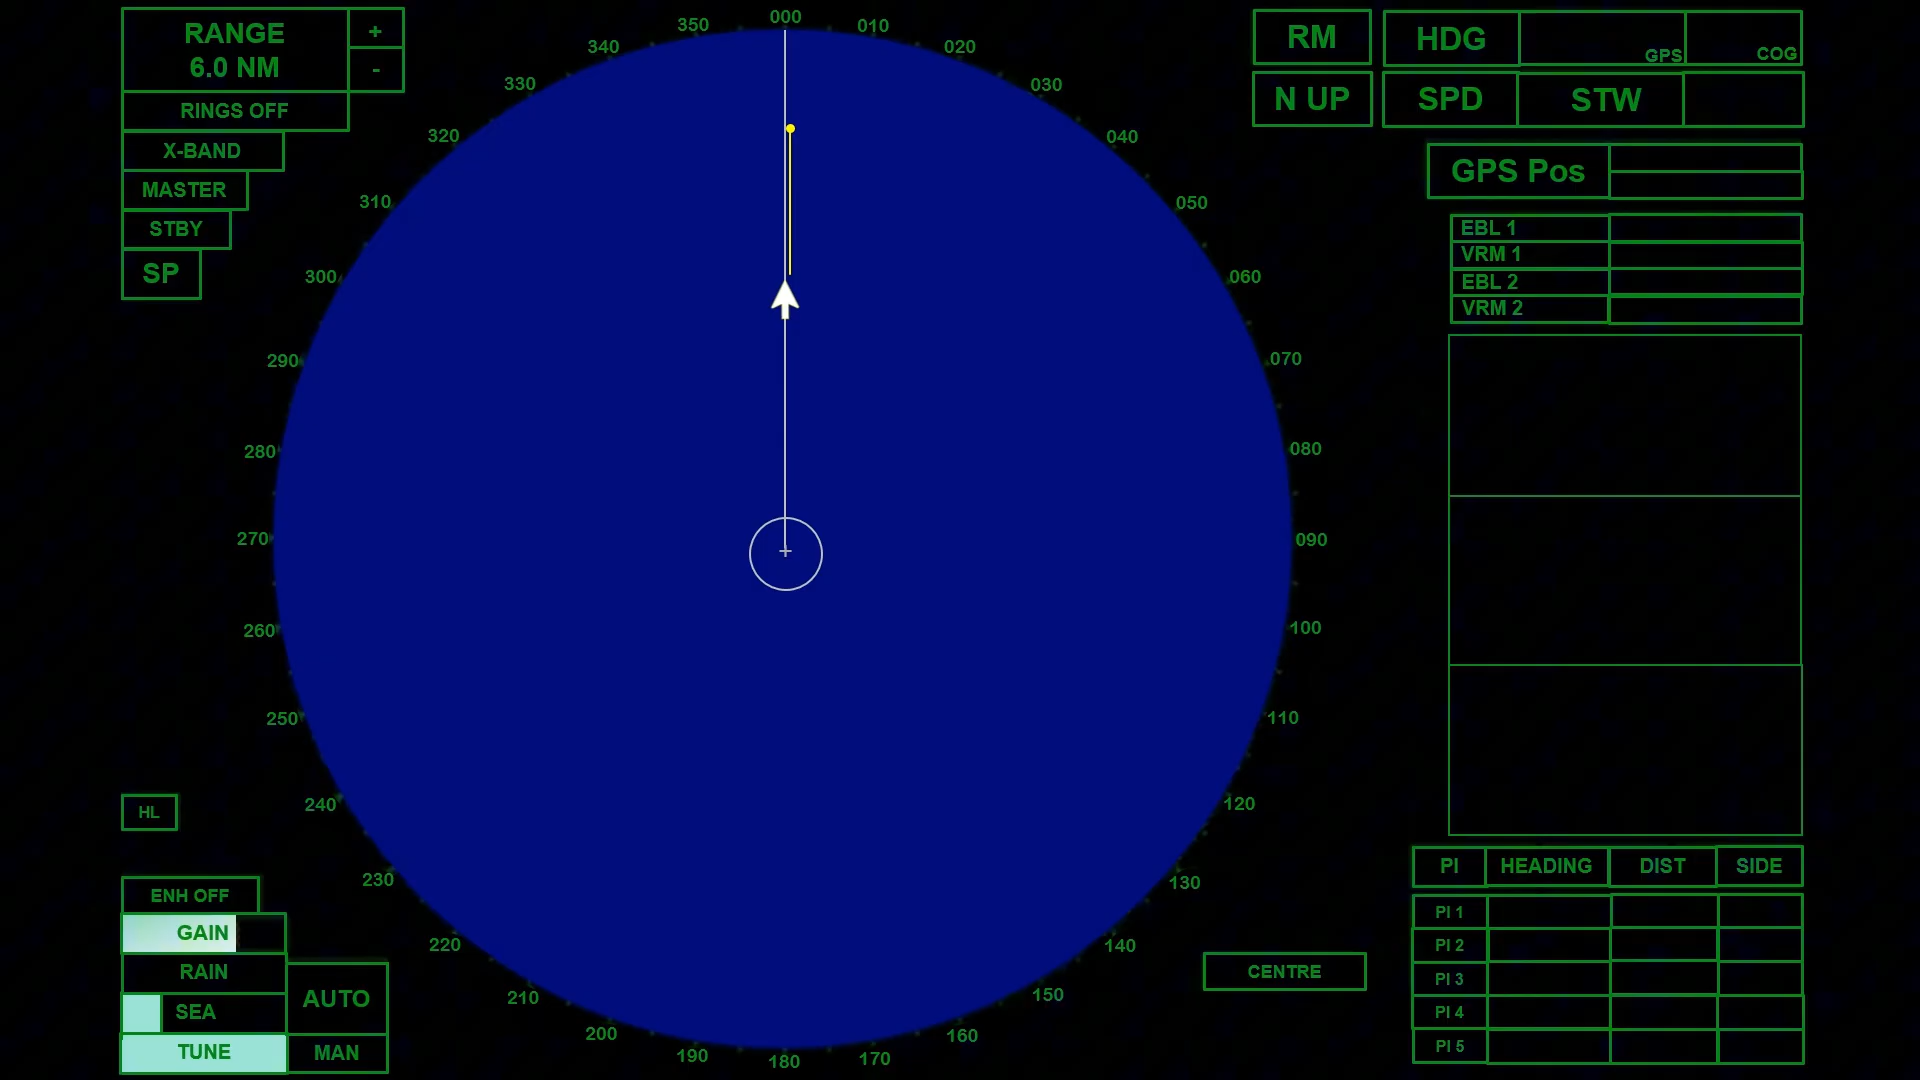 RANGE
6.0 NM
+
-
RINGS OFF
X-BAND
MASTER
STBY
SP
000
010
020
030
040
050
060
070
080
090
100
110
120
130
140
150
160
170
180
190
200
210
220
230
240
250
260
270
280
290
300
310
320
330
340
350
RM
HDG
GPS
COG
N UP
SPD
STW
GPS Pos
EBL 1
VRM 1
EBL 2
VRM 2
HL
ENH OFF
GAIN
RAIN
SEA
AUTO
TUNE
MAN
CENTRE
PI HEADING DIST SIDE
PI 1
PI 2
PI 3
PI 4
PI 5